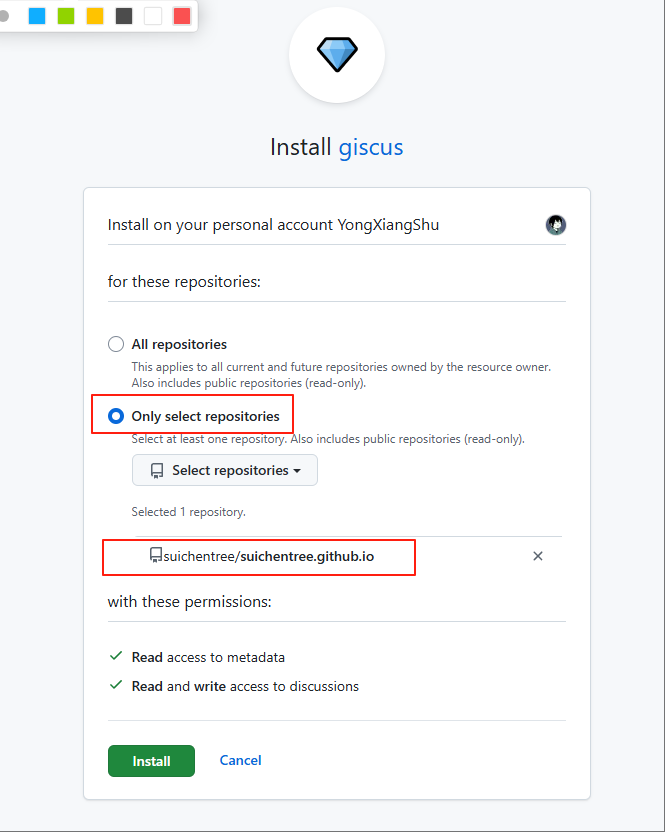 Install giscus
Install on your personal account YongXiangShu
for these repositories:
All repositories
This applies to all current and future repositories owned by the resource owner.
Also includes public repositories (read-only).
Only select repositories
Select at least one repository. Also includes public repositories (read-only).
Select repositories
Selected 1 repository.
suichentree/suichentree.github.io
with these permissions:
Read access to metadata
Read and write access to discussions
Install Cancel